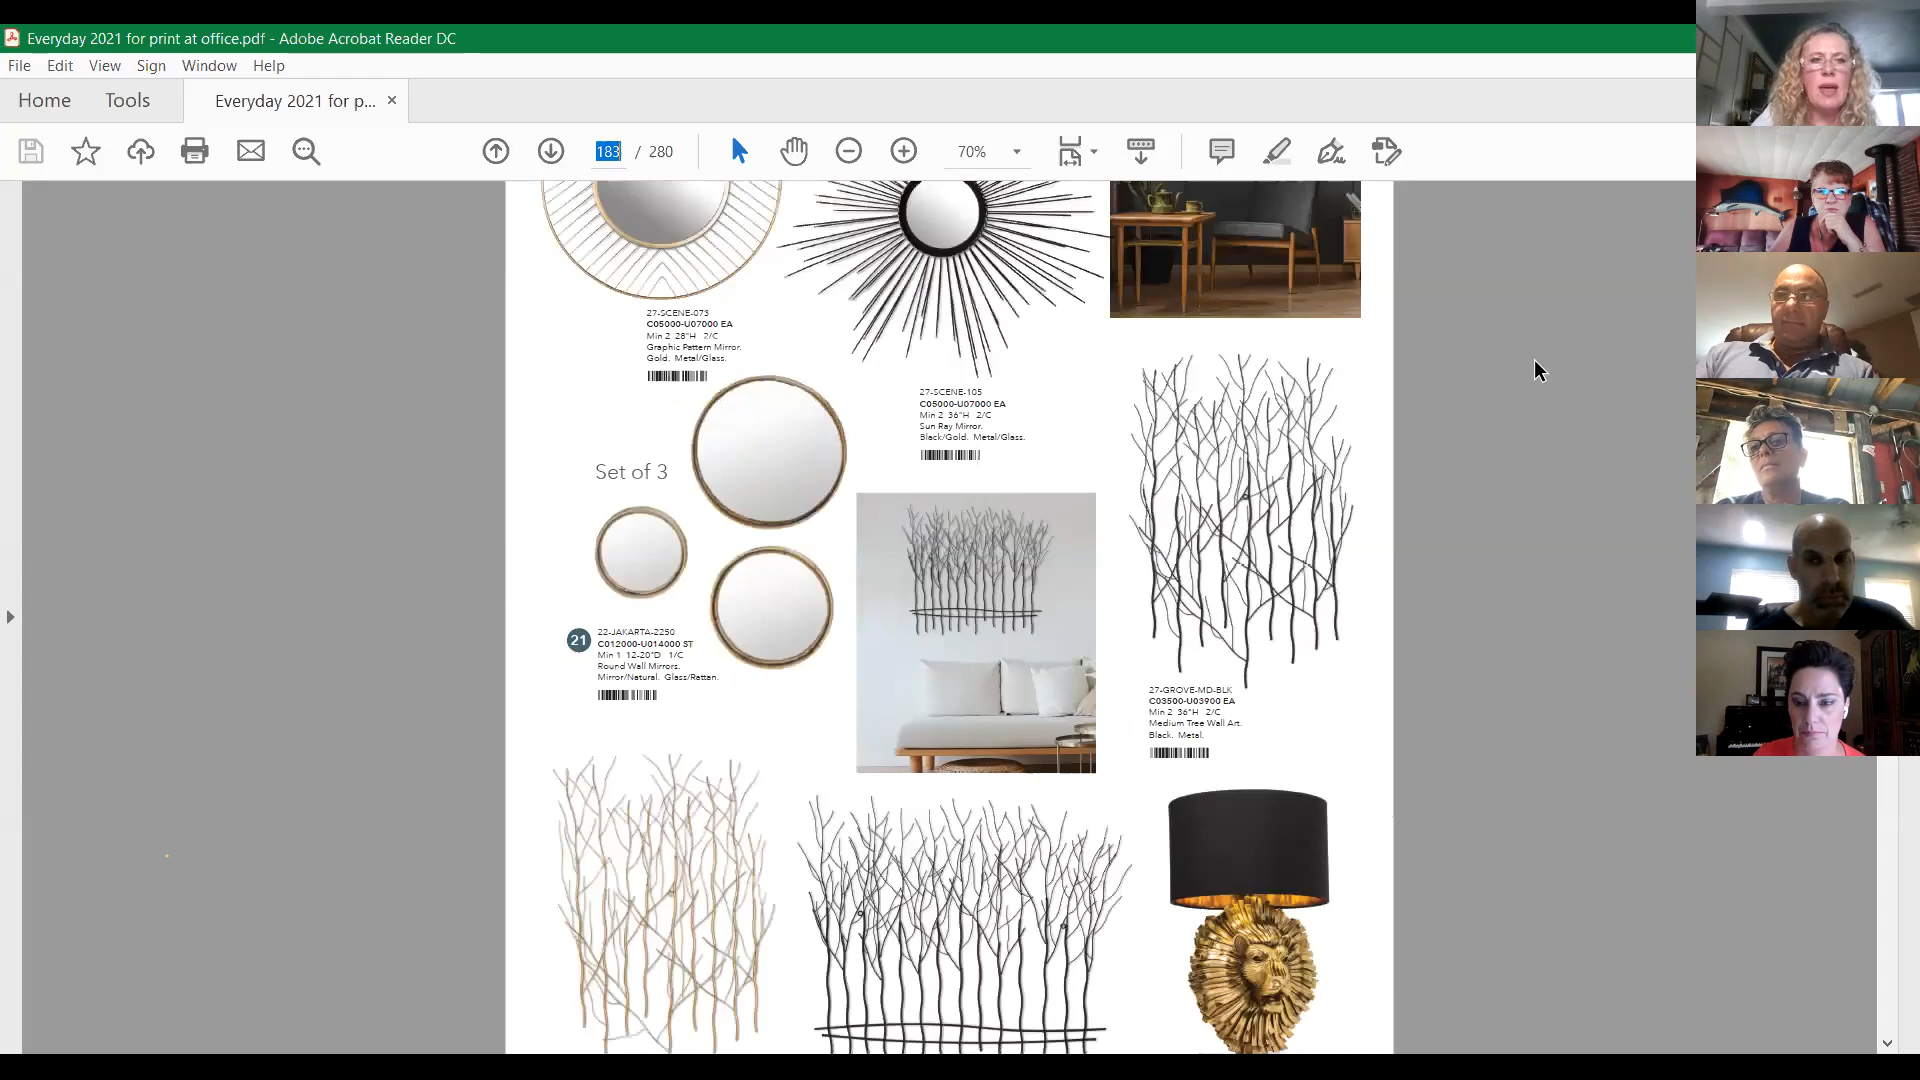 Everyday 2021 for print at office.pdf - Adobe Acrobat Reader DC
File Edit View Sign Window Help
Home Tools Everyday 2021 for p... ×
183 / 280 70%
27-SCENE-073
C05000-U07000 EA
Min 2 28"H 2/C
Graphic Pattern Mirror.
Gold. Metal/Glass.
27-SCENE-105
C05000-U07000 EA
Min 2 36"H 2/C
Sun Ray Mirror.
Black/Gold. Metal/Glass.
Set of 3
21
22-JAKARTA-2250
C012000-U014000 ST
Min 1 12-20"D 1/C
Round Wall Mirrors.
Mirror/Natural. Glass/Rattan.
27-GROVE-MD-BLK
C03500-U03900 EA
Min 2 36"H 2/C
Medium Tree Wall Art.
Black. Metal.